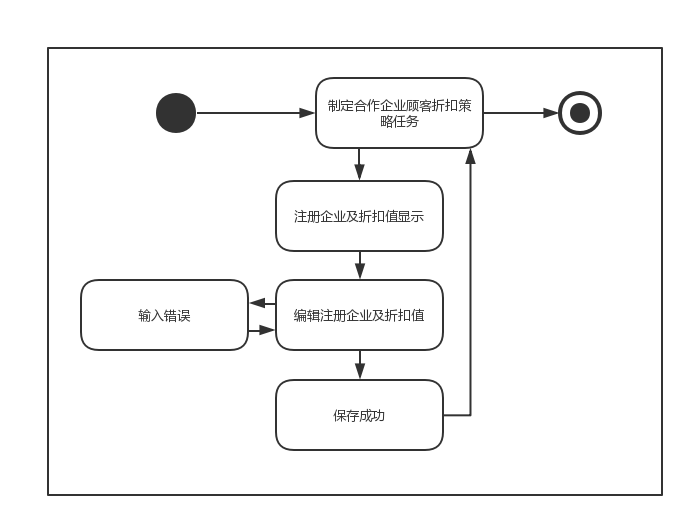 制定合作企业顾客折扣策
略任务
注册企业及折扣值显示
输入错误
编辑注册企业及折扣值
保存成功